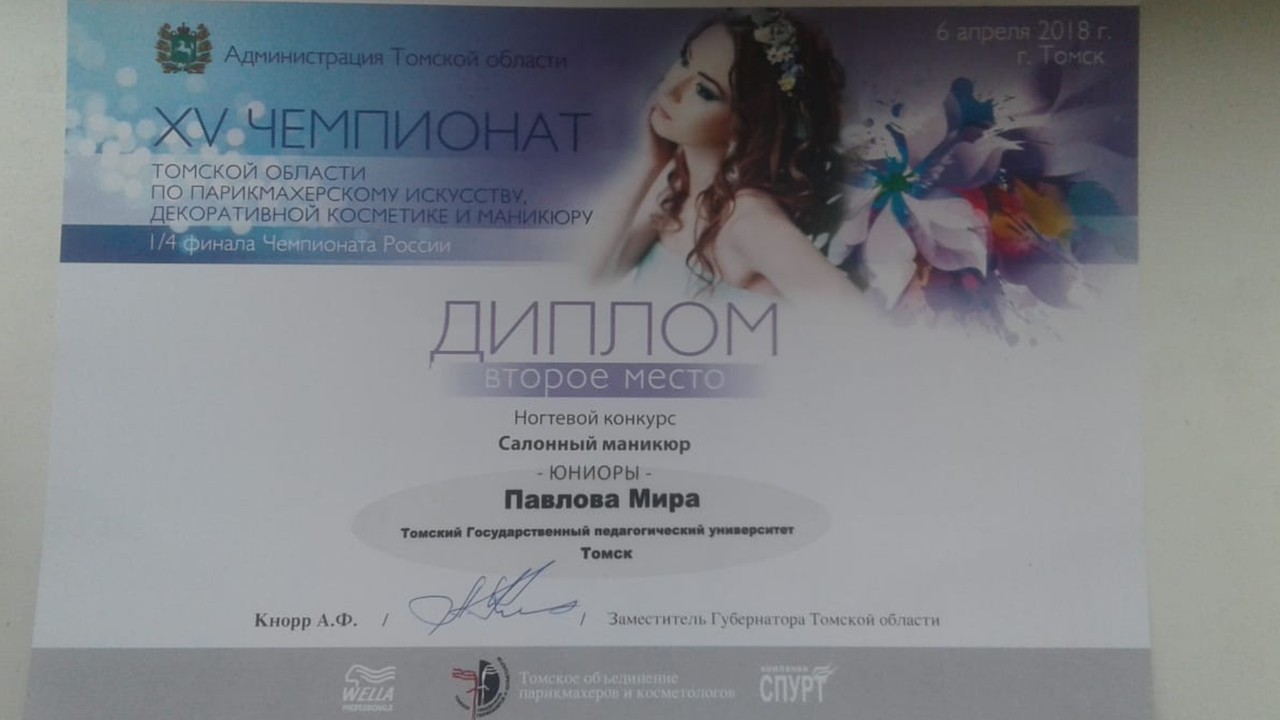 Администрация Томской области
6 апреля 2018 г.
г. Томск
XV ЧЕМПИОНАТ
ТОМСКОЙ ОБЛАСТИ
ПО ПАРИКМАХЕРСКОМУ ИСКУССТВУ,
ДЕКОРАТИВНОЙ КОСМЕТИКЕ И МАНИКЮРУ
1/4 финала Чемпионата России
ДИПЛОМ
второе место
Ногтевой конкурс
Салонный маникюр
- ЮНИОРЫ -
Павлова Мира
Томский Государственный педагогический университет
Томск
Кнорр А.Ф. / / Заместитель Губернатора Томской области
WELLA
PROFESSIONALS
Томское объединение
парикмахеров и косметологов
компания
СПУРТ